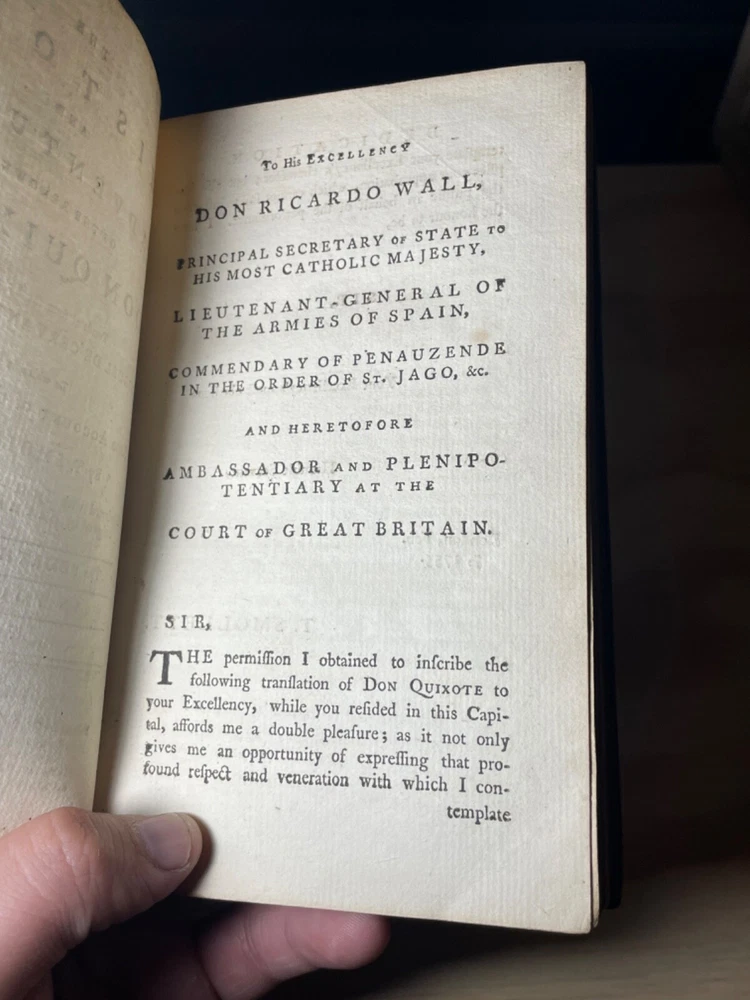 To His EXCELLENCY
DON RICARDO WALL,
PRINCIPAL SECRETARY OF STATE TO
HIS MOST CATHOLIC MAJESTY,
LIEUTENANT-GENERAL OF
THE ARMIES OF SPAIN,
COMMENDARY OF PENAUZENDE
IN THE ORDER OF ST. JAGO, &c.
AND HERETOFORE
AMBASSADOR AND PLENIPO-
TENTIARY AT THE
COURT OF GREAT BRITAIN.
SIR,
THE permiſſion I obtained to inſcribe the
following tranſlation of DON QUIXOTE to
your Excellency, while you reſided in this Capi-
tal, affords me a double pleaſure; as it not only
gives me an opportunity of expreſſing that pro-
found reſpect and veneration with which I con-
template